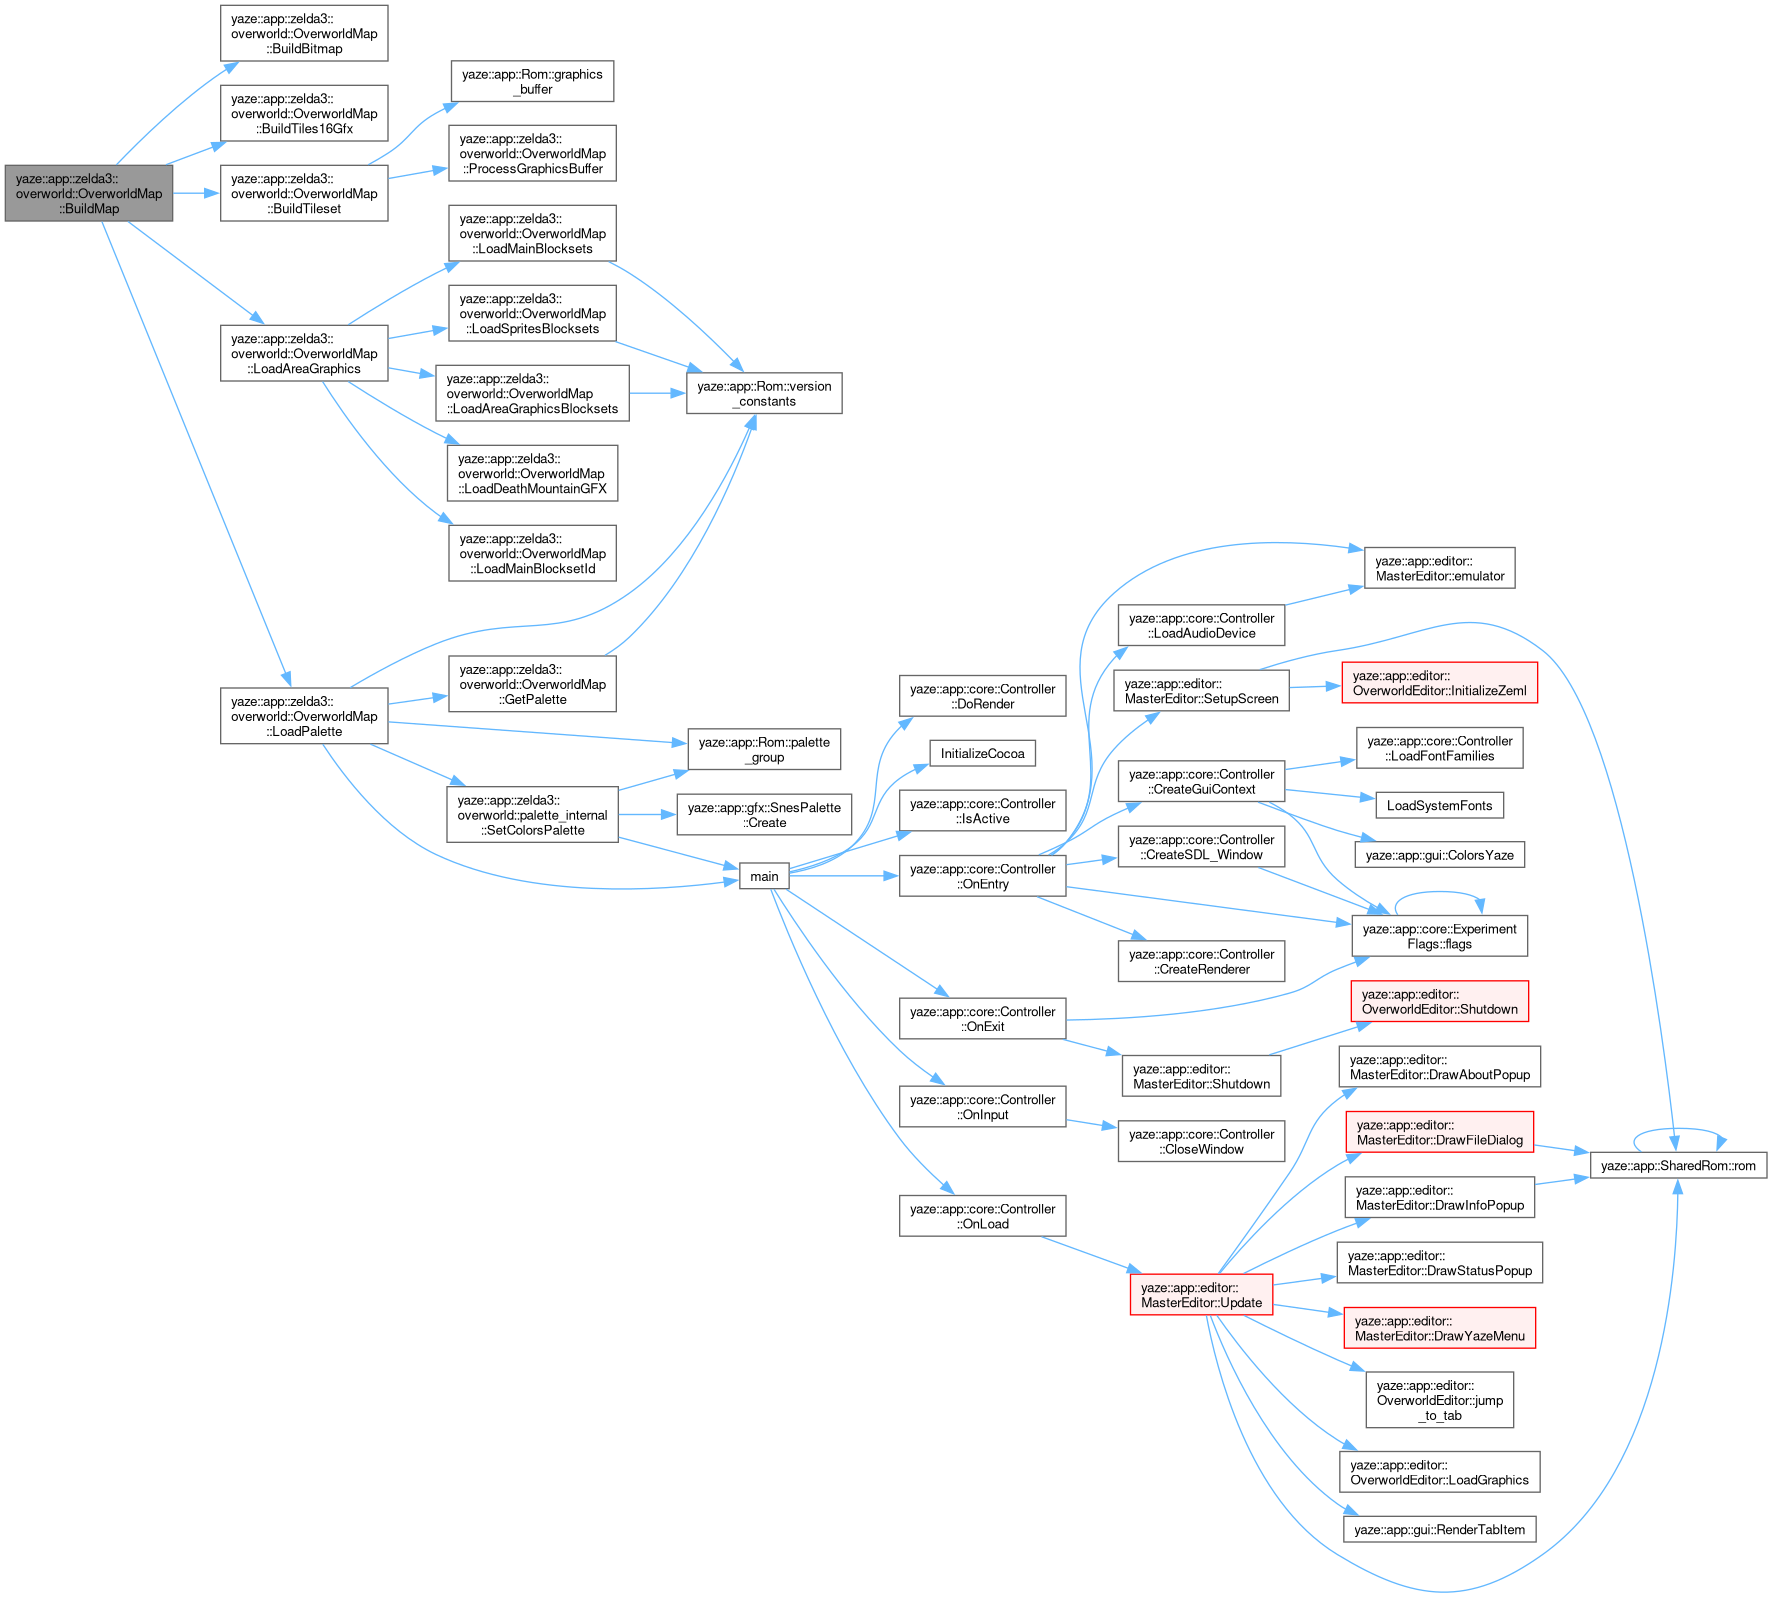 yaze::app::zelda3::
overworld::OverworldMap
::BuildMap
yaze::app::zelda3::
overworld::OverworldMap
::BuildBitmap
yaze::app::zelda3::
overworld::OverworldMap
::BuildTiles16Gfx
yaze::app::zelda3::
overworld::OverworldMap
::BuildTileset
yaze::app::zelda3::
overworld::OverworldMap
::LoadAreaGraphics
yaze::app::zelda3::
overworld::OverworldMap
::LoadPalette
yaze::app::Rom::graphics
_buffer
yaze::app::zelda3::
overworld::OverworldMap
::ProcessGraphicsBuffer
yaze::app::zelda3::
overworld::OverworldMap
::LoadMainBlocksets
yaze::app::zelda3::
overworld::OverworldMap
::LoadSpritesBlocksets
yaze::app::zelda3::
overworld::OverworldMap
::LoadAreaGraphicsBlocksets
yaze::app::zelda3::
overworld::OverworldMap
::LoadDeathMountainGFX
yaze::app::zelda3::
overworld::OverworldMap
::LoadMainBlocksetId
yaze::app::zelda3::
overworld::OverworldMap
::GetPalette
yaze::app::zelda3::
overworld::palette_internal
::SetColorsPalette
yaze::app::Rom::version
_constants
yaze::app::Rom::palette
_group
yaze::app::gfx::SnesPalette
::Create
main
yaze::app::core::Controller
::DoRender
InitializeCocoa
yaze::app::core::Controller
::IsActive
yaze::app::core::Controller
::OnEntry
yaze::app::core::Controller
::OnExit
yaze::app::core::Controller
::OnInput
yaze::app::core::Controller
::OnLoad
yaze::app::core::Controller
::LoadAudioDevice
yaze::app::editor::
MasterEditor::SetupScreen
yaze::app::core::Controller
::CreateGuiContext
yaze::app::core::Controller
::CreateSDL_Window
yaze::app::core::Controller
::CreateRenderer
yaze::app::editor::
MasterEditor::Shutdown
yaze::app::core::Controller
::CloseWindow
yaze::app::editor::
MasterEditor::Update
yaze::app::editor::
MasterEditor::emulator
yaze::app::editor::
OverworldEditor::InitializeZeml
yaze::app::core::Controller
::LoadFontFamilies
LoadSystemFonts
yaze::app::gui::ColorsYaze
yaze::app::core::Experiment
Flags::flags
yaze::app::editor::
OverworldEditor::Shutdown
yaze::app::editor::
MasterEditor::DrawAboutPopup
yaze::app::editor::
MasterEditor::DrawFileDialog
yaze::app::editor::
MasterEditor::DrawInfoPopup
yaze::app::editor::
MasterEditor::DrawStatusPopup
yaze::app::editor::
MasterEditor::DrawYazeMenu
yaze::app::editor::
OverworldEditor::jump
_to_tab
yaze::app::editor::
OverworldEditor::LoadGraphics
yaze::app::gui::RenderTabItem
yaze::app::SharedRom::rom